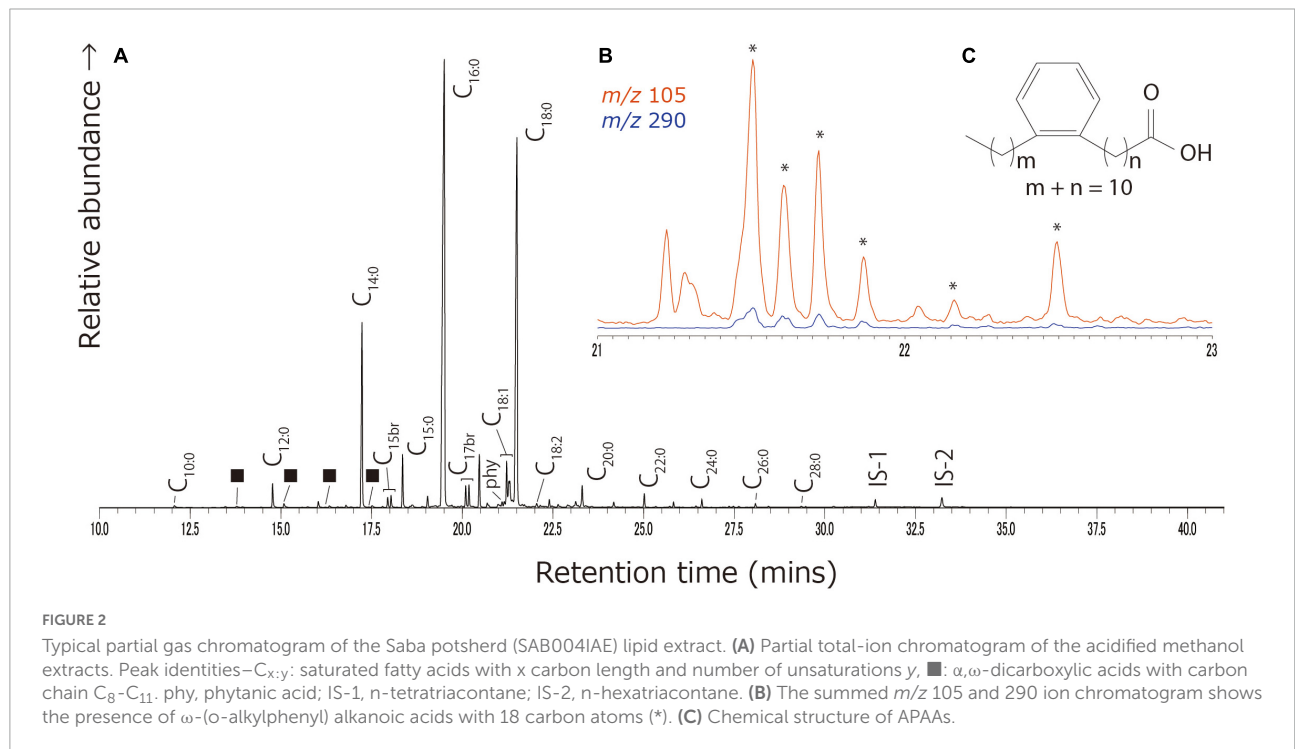 Relative abundance →
A
C10:0
C12:0
C14:0
C15br
C15:0
C16:0
C17br
phy
C18:1
C18:0
C18:2
C20:0
C22:0
C24:0
C26:0
C28:0
IS-1
IS-2
■ ■ ■ ■
10.0 12.5 15.0 17.5 20.0 22.5 25.0 27.5 30.0 32.5 35.0 37.5 40.0
Retention time (mins)
B
m/z 105
m/z 290
* * * * * *
21 22 23
C
O
OH
( )m ( )n
m + n = 10
FIGURE 2
Typical partial gas chromatogram of the Saba potsherd (SAB004IAE) lipid extract. (A) Partial total-ion chromatogram of the acidified methanol
extracts. Peak identities–Cx:y: saturated fatty acids with x carbon length and number of unsaturations y, ■: α,ω-dicarboxylic acids with carbon
chain C8-C11. phy, phytanic acid; IS-1, n-tetratriacontane; IS-2, n-hexatriacontane. (B) The summed m/z 105 and 290 ion chromatogram shows
the presence of ω-(o-alkylphenyl) alkanoic acids with 18 carbon atoms (*). (C) Chemical structure of APAAs.